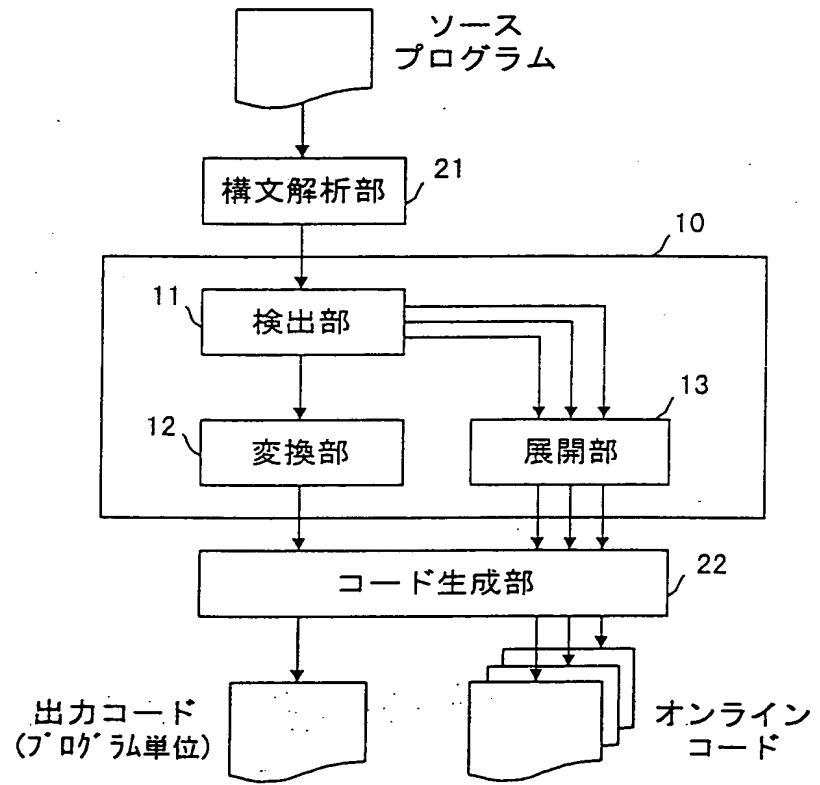 ソース
プログラム
構文解析部
21
10
11
検出部
13
12
変換部
展開部
コード生成部
22
出力コード
(ﾌﾟﾛｸﾞﾗﾑ単位)
オンライン
コード